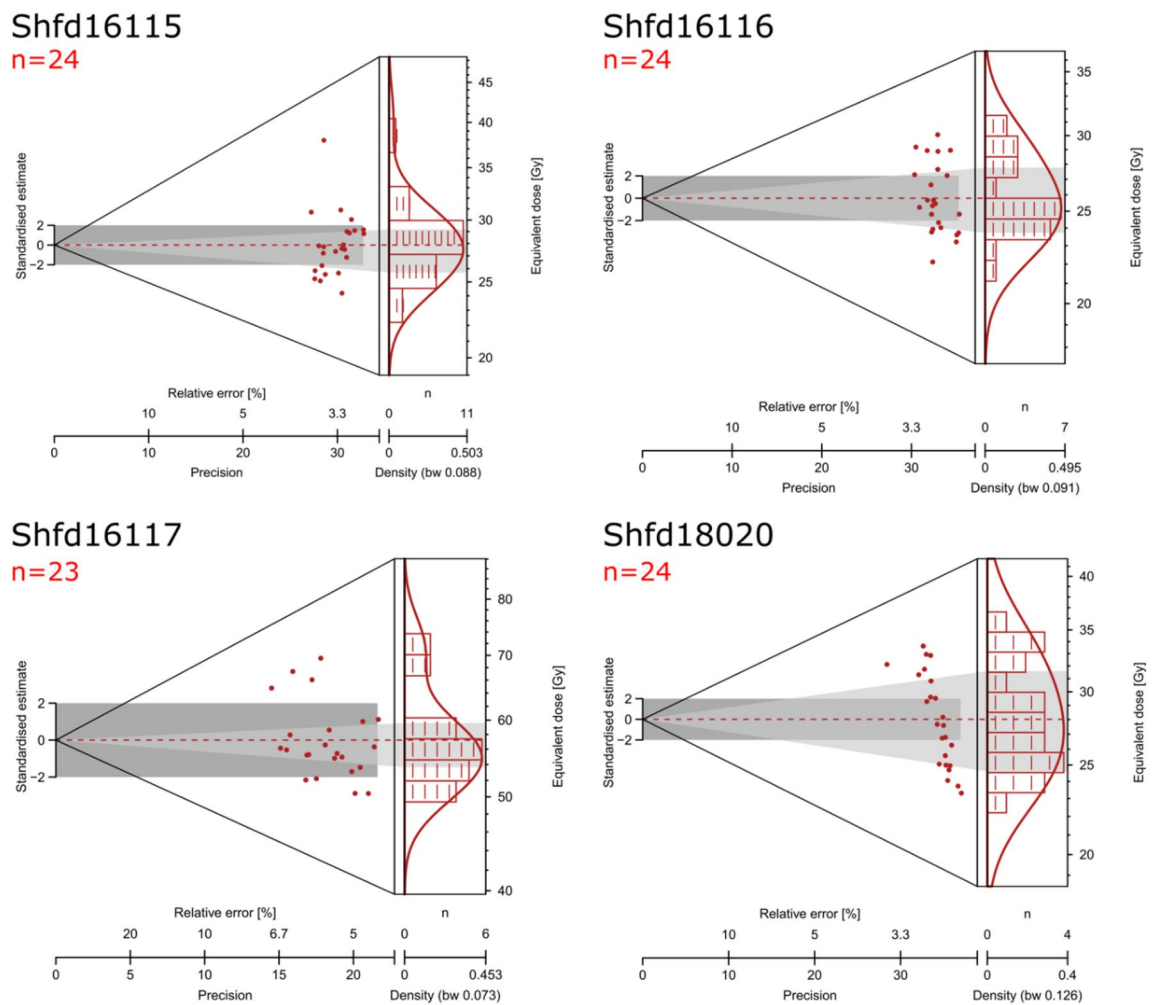 Shfd16115
n=24
Standardised estimate
2
0
−2
45
40
35
30
25
20
Equivalent dose [Gy]
Relative error [%]
n
10 5 3.3 0 11
0 10 20 30 0 0.503
Precision Density (bw 0.088)
Shfd16116
n=24
Standardised estimate
2
0
−2
35
30
25
20
Equivalent dose [Gy]
Relative error [%]
n
10 5 3.3 0 7
0 10 20 30 0 0.495
Precision Density (bw 0.091)
Shfd16117
n=23
Standardised estimate
2
0
−2
80
70
60
50
40
Equivalent dose [Gy]
Relative error [%]
n
20 10 6.7 5 0 6
0 5 10 15 20 0 0.453
Precision Density (bw 0.073)
Shfd18020
n=24
Standardised estimate
2
0
−2
40
35
30
25
20
Equivalent dose [Gy]
Relative error [%]
n
10 5 3.3 0 4
0 10 20 30 0 0.4
Precision Density (bw 0.126)